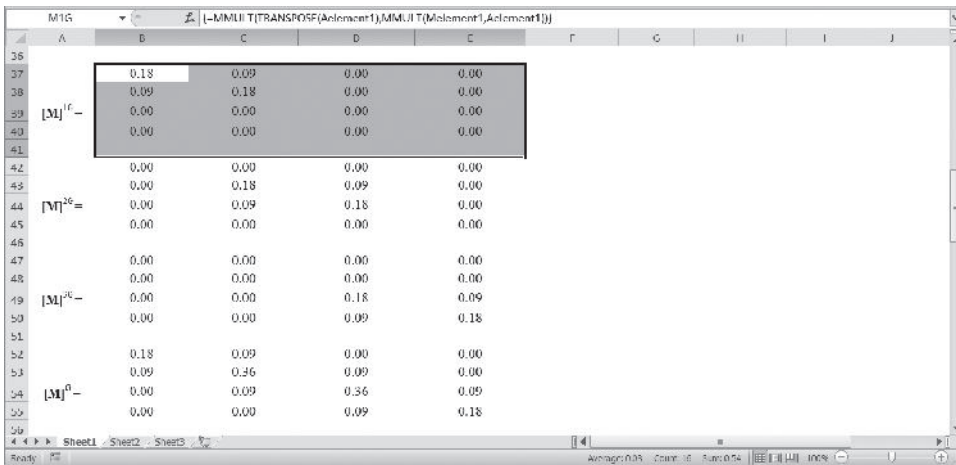 M1G {=MMULT(TRANSPOSE(Aelement1),MMULT(Melement1,Aelement1))}
A B C D E F G H I J
36
37 0.18 0.09 0.00 0.00
38 0.09 0.18 0.00 0.00
39 [M]^1G = 0.00 0.00 0.00 0.00
40 0.00 0.00 0.00 0.00
41
42 0.00 0.00 0.00 0.00
43 0.00 0.18 0.09 0.00
44 [M]^2G = 0.00 0.09 0.18 0.00
45 0.00 0.00 0.00 0.00
46
47 0.00 0.00 0.00 0.00
48 0.00 0.00 0.00 0.00
49 [M]^3G = 0.00 0.00 0.18 0.09
50 0.00 0.00 0.09 0.18
51
52 0.18 0.09 0.00 0.00
53 0.09 0.36 0.09 0.00
54 [M]^G = 0.00 0.09 0.36 0.09
55 0.00 0.00 0.09 0.18
56
Sheet1 Sheet2 Sheet3
Ready Average: 0.03 Count: 16 Sum: 0.54 100%